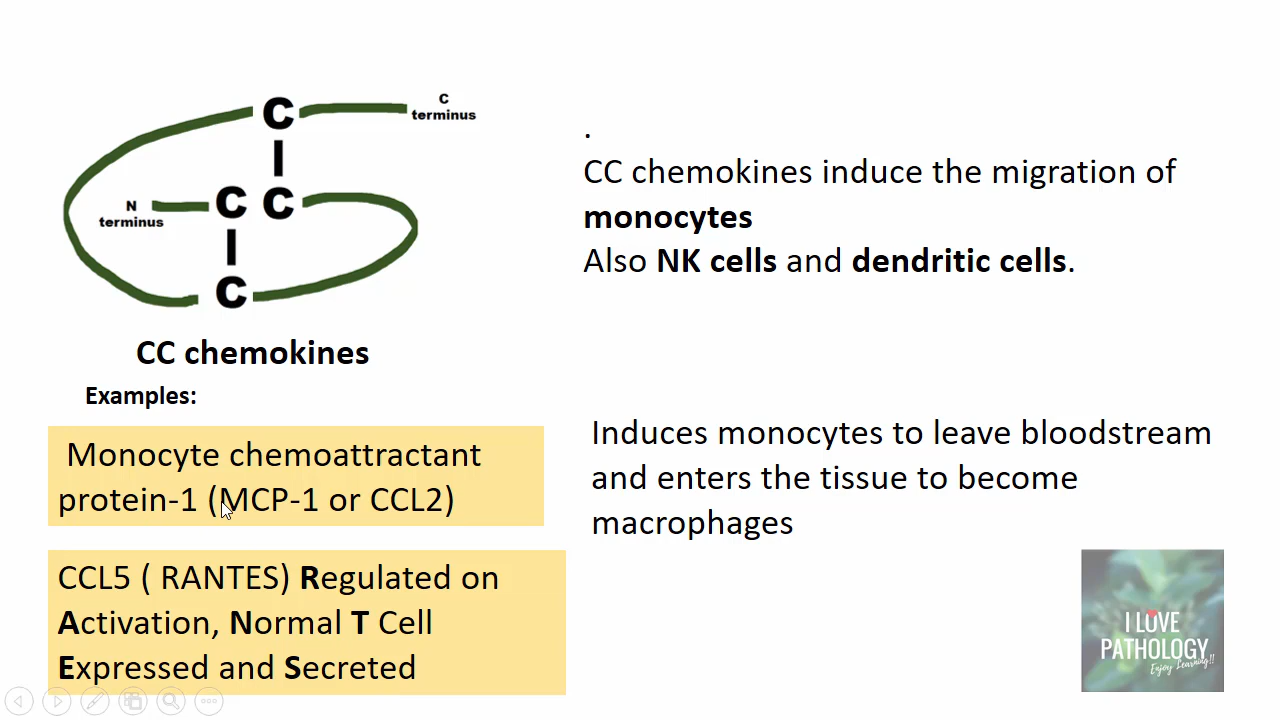 C
C
terminus
C
C
N
terminus
C
CC chemokines
Examples:
Monocyte chemoattractant
protein-1 (MCP-1 or CCL2)
CCL5 ( RANTES) Regulated on
Activation, Normal T Cell
Expressed and Secreted
.
CC chemokines induce the migration of
monocytes
Also NK cells and dendritic cells.
Induces monocytes to leave bloodstream
and enters the tissue to become
macrophages
I LOVE
PATHOLOGY
Enjoy Learning!!